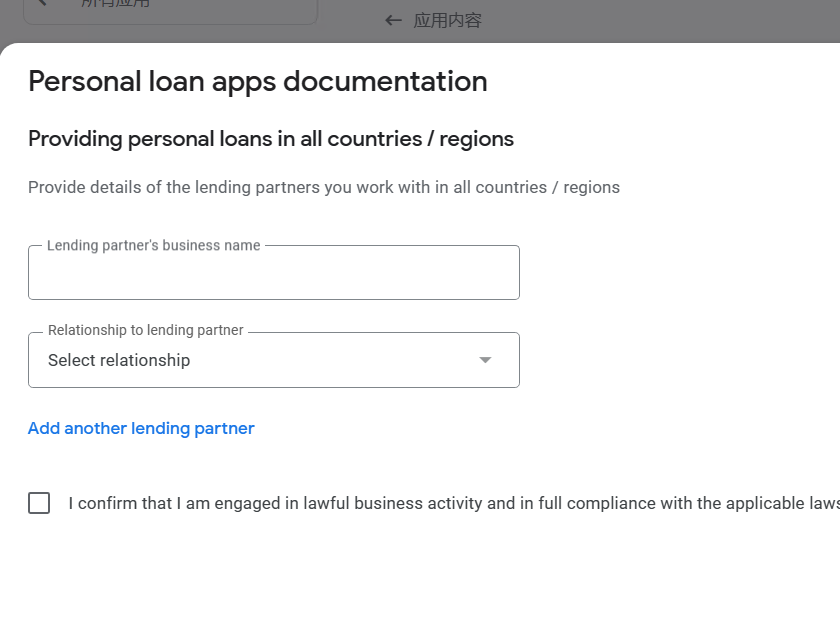 所有应用
应用内容
Personal loan apps documentation
Providing personal loans in all countries / regions
Provide details of the lending partners you work with in all countries / regions
Lending partner's business name
Relationship to lending partner
Select relationship
Add another lending partner
I confirm that I am engaged in lawful business activity and in full compliance with the applicable laws